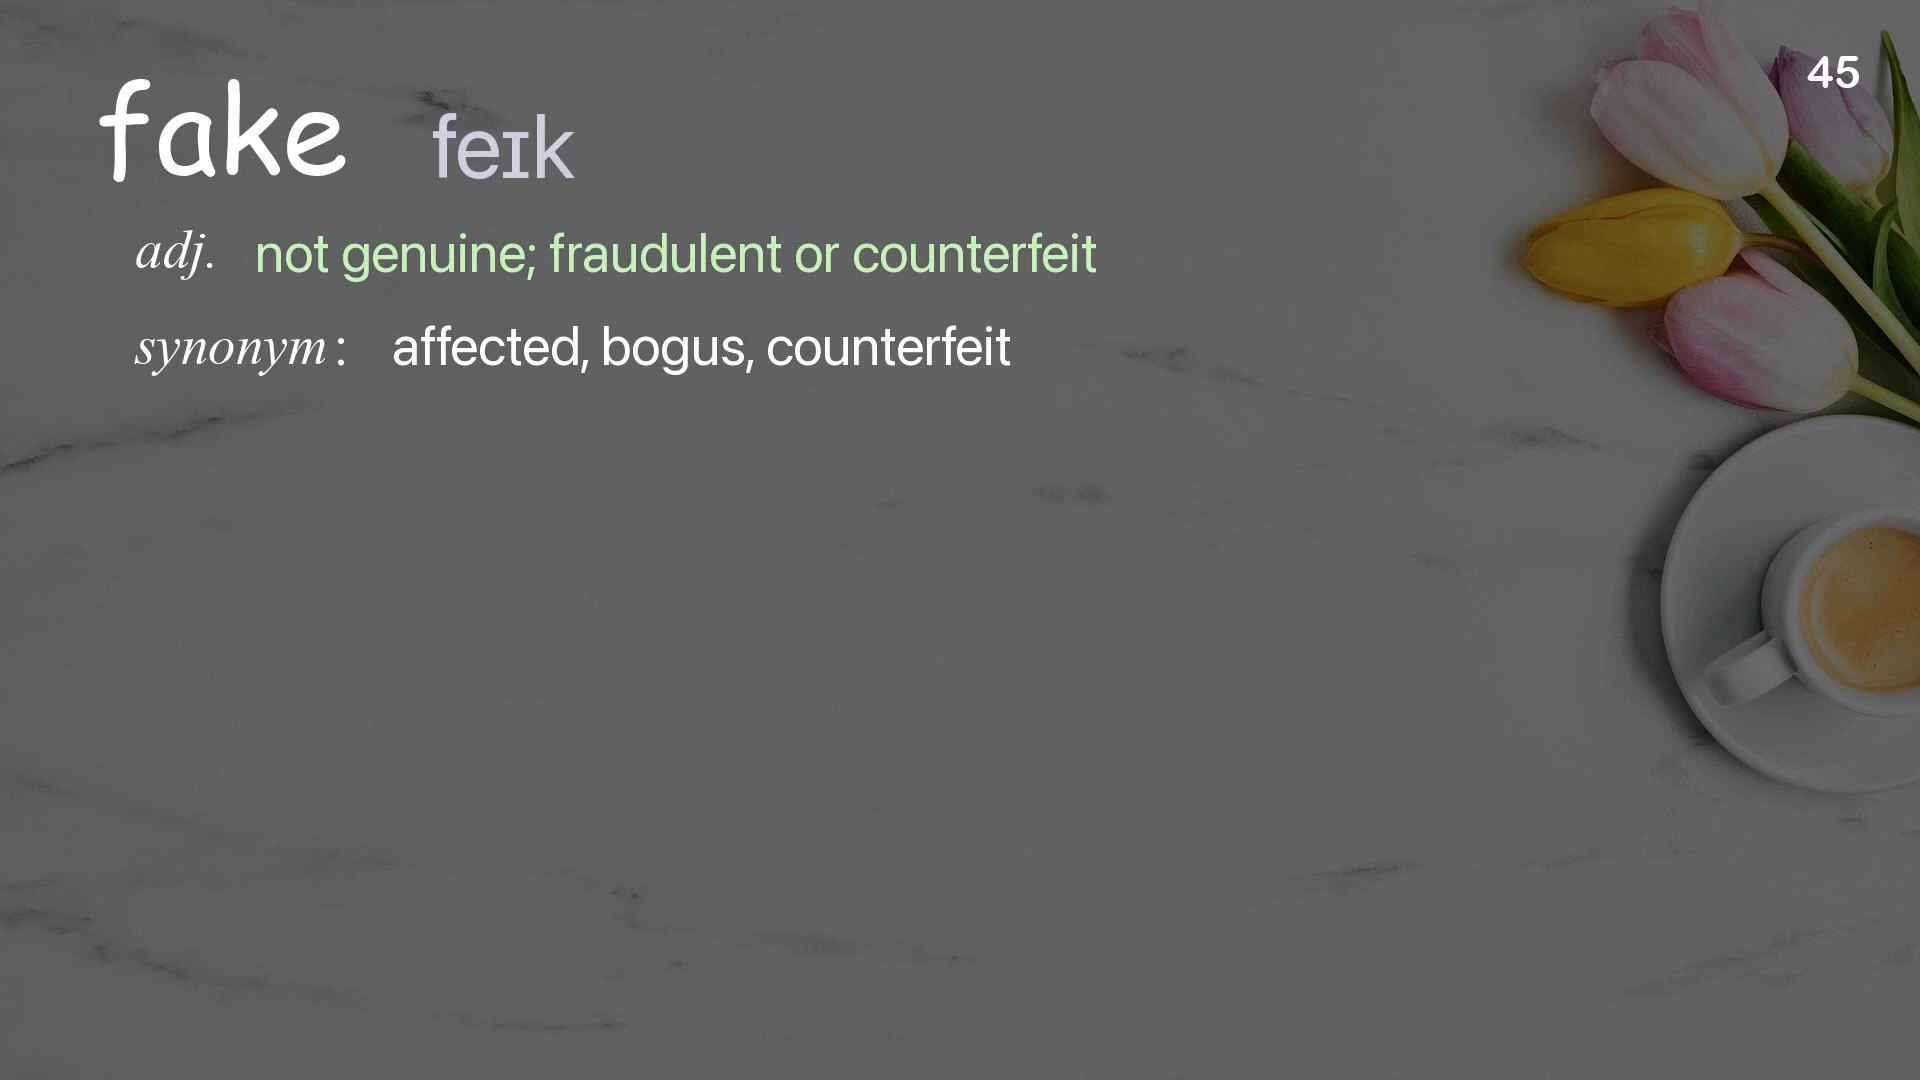 45
fake feɪk
adj. not genuine; fraudulent or counterfeit
synonym: affected, bogus, counterfeit